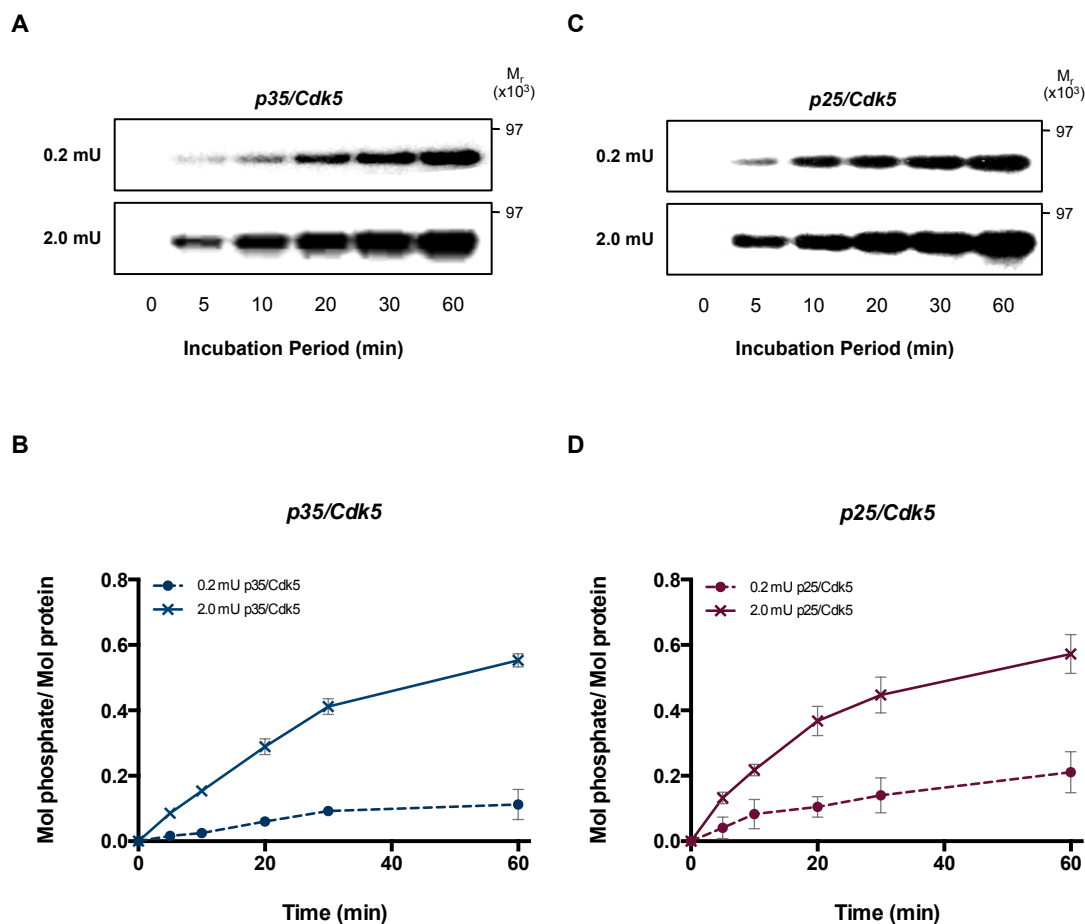 A
p35/Cdk5
Mr
(x10³)
0.2 mU
97
2.0 mU
97
0 5 10 20 30 60
Incubation Period (min)
C
p25/Cdk5
Mr
(x10³)
0.2 mU
97
2.0 mU
97
0 5 10 20 30 60
Incubation Period (min)
B
p35/Cdk5
Mol phosphate/ Mol protein
0.8
0.6
0.4
0.2
0.0
0.2 mU p35/Cdk5
2.0 mU p35/Cdk5
0 20 40 60
Time (min)
D
p25/Cdk5
Mol phosphate/ Mol protein
0.8
0.6
0.4
0.2
0.0
0.2 mU p25/Cdk5
2.0 mU p25/Cdk5
0 20 40 60
Time (min)